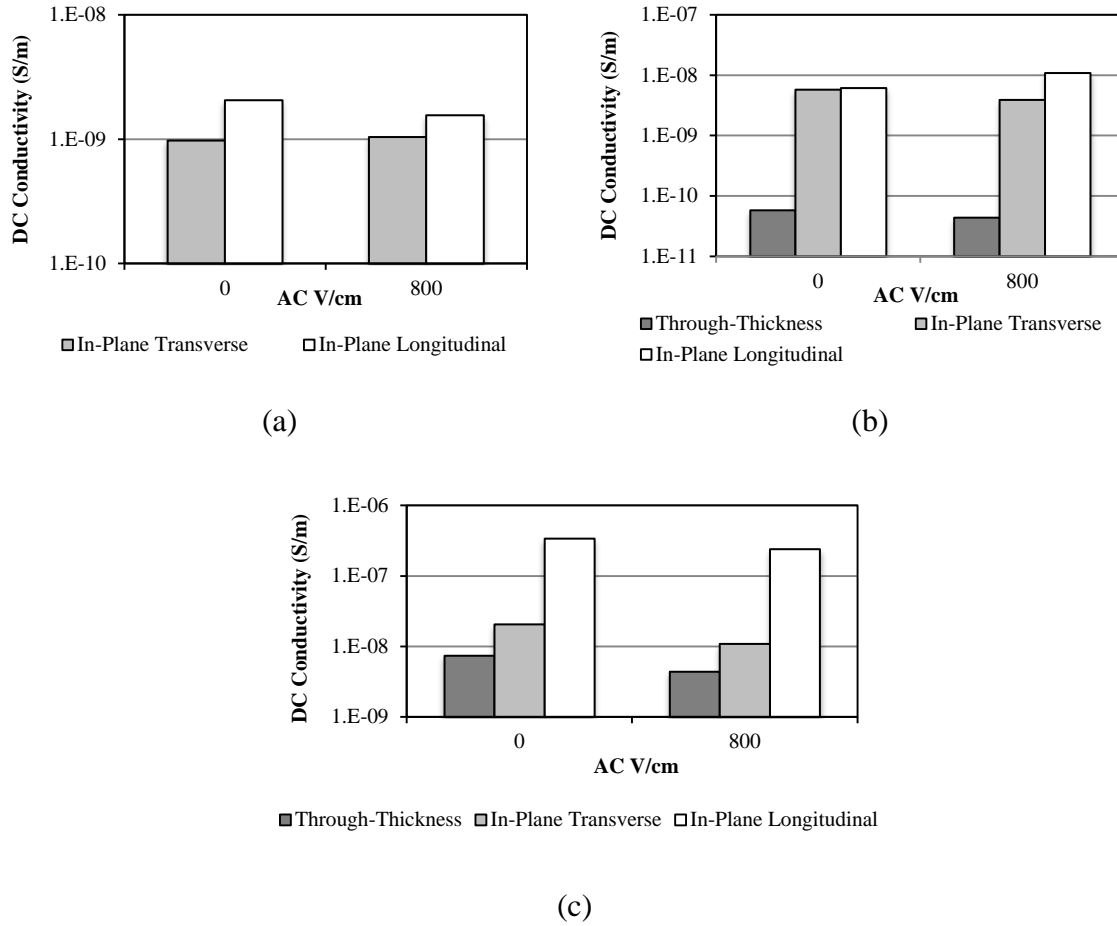 1.E-08
1.E-09
1.E-10
DC Conductivity (S/m)
0 800
AC V/cm
In-Plane Transverse In-Plane Longitudinal
(a)
1.E-07
1.E-08
1.E-09
1.E-10
1.E-11
DC Conductivity (S/m)
0 800
AC V/cm
Through-Thickness In-Plane Transverse
In-Plane Longitudinal
(b)
1.E-06
1.E-07
1.E-08
1.E-09
DC Conductivity (S/m)
0 800
AC V/cm
Through-Thickness In-Plane Transverse In-Plane Longitudinal
(c)